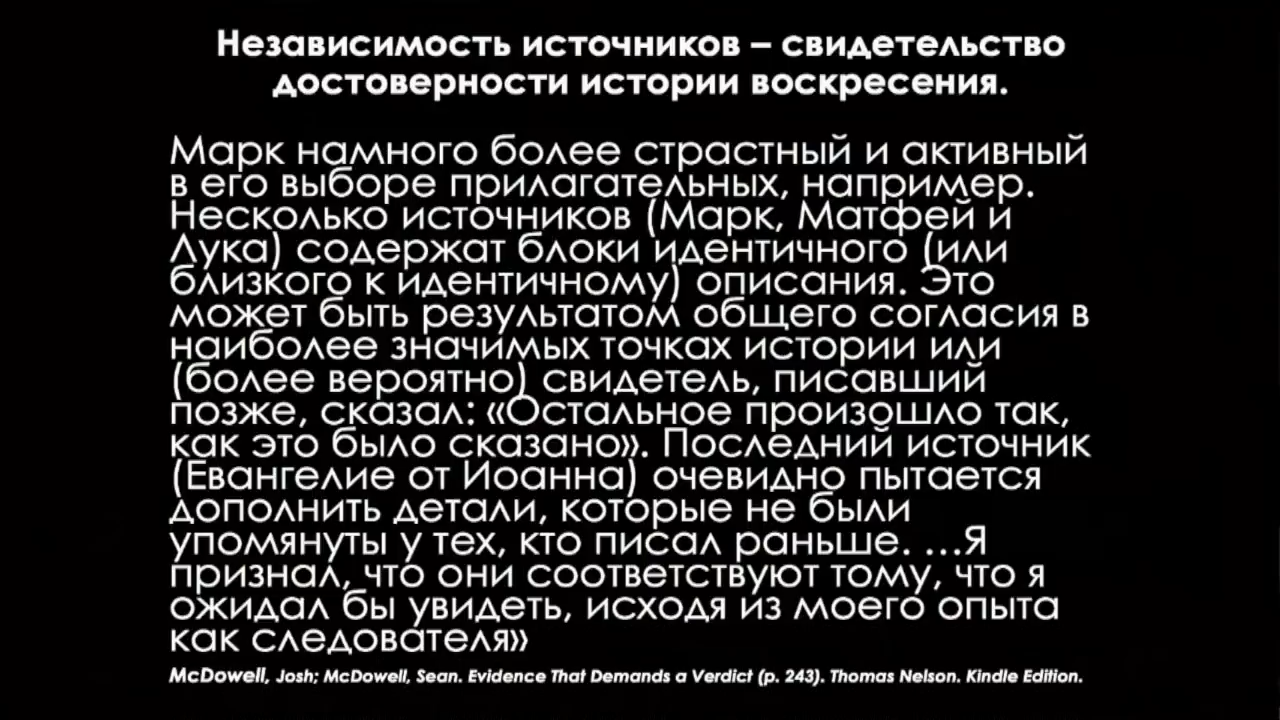 Независимость источников – свидетельство
достоверности истории воскресения.
Марк намного более страстный и активный
в его выборе прилагательных, например.
Несколько источников (Марк, Матфей и
Лука) содержат блоки идентичного (или
близкого к идентичному) описания. Это
может быть результатом общего согласия в
наиболее значимых точках истории или
(более вероятно) свидетель, писавший
позже, сказал: «Остальное произошло так,
как это было сказано». Последний источник
(Евангелие от Иоанна) очевидно пытается
дополнить детали, которые не были
упомянуты у тех, кто писал раньше. …Я
признал, что они соответствуют тому, что я
ожидал бы увидеть, исходя из моего опыта
как следователя»
McDowell, Josh; McDowell, Sean. Evidence That Demands a Verdict (p. 243). Thomas Nelson. Kindle Edition.